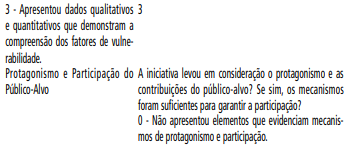 3 - Apresentou dados qualitativos 3
e quantitativos que demonstram a
compreensão dos fatores de vulne-
rabilidade.
Protagonismo e Participação do A iniciativa levou em consideração o protagonismo e as
Público-Alvo contribuições do público-alvo? Se sim, os mecanismos
foram suficientes para garantir a participação?
0 - Não apresentou elementos que evidenciam mecanis-
mos de protagonismo e participação.